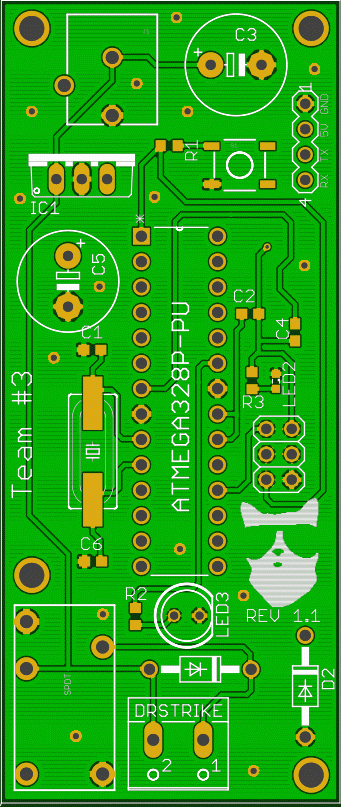 C3
+
1
GND
5V
TX
RX
4
R1
IC1
+
C5
*
C2
C4
C1
ATMEGA328P-PU
LED2
R3
Team #3
C6
R2
LED3
REV 1.1
D2
SPDT
DRSTRIKE
2
1